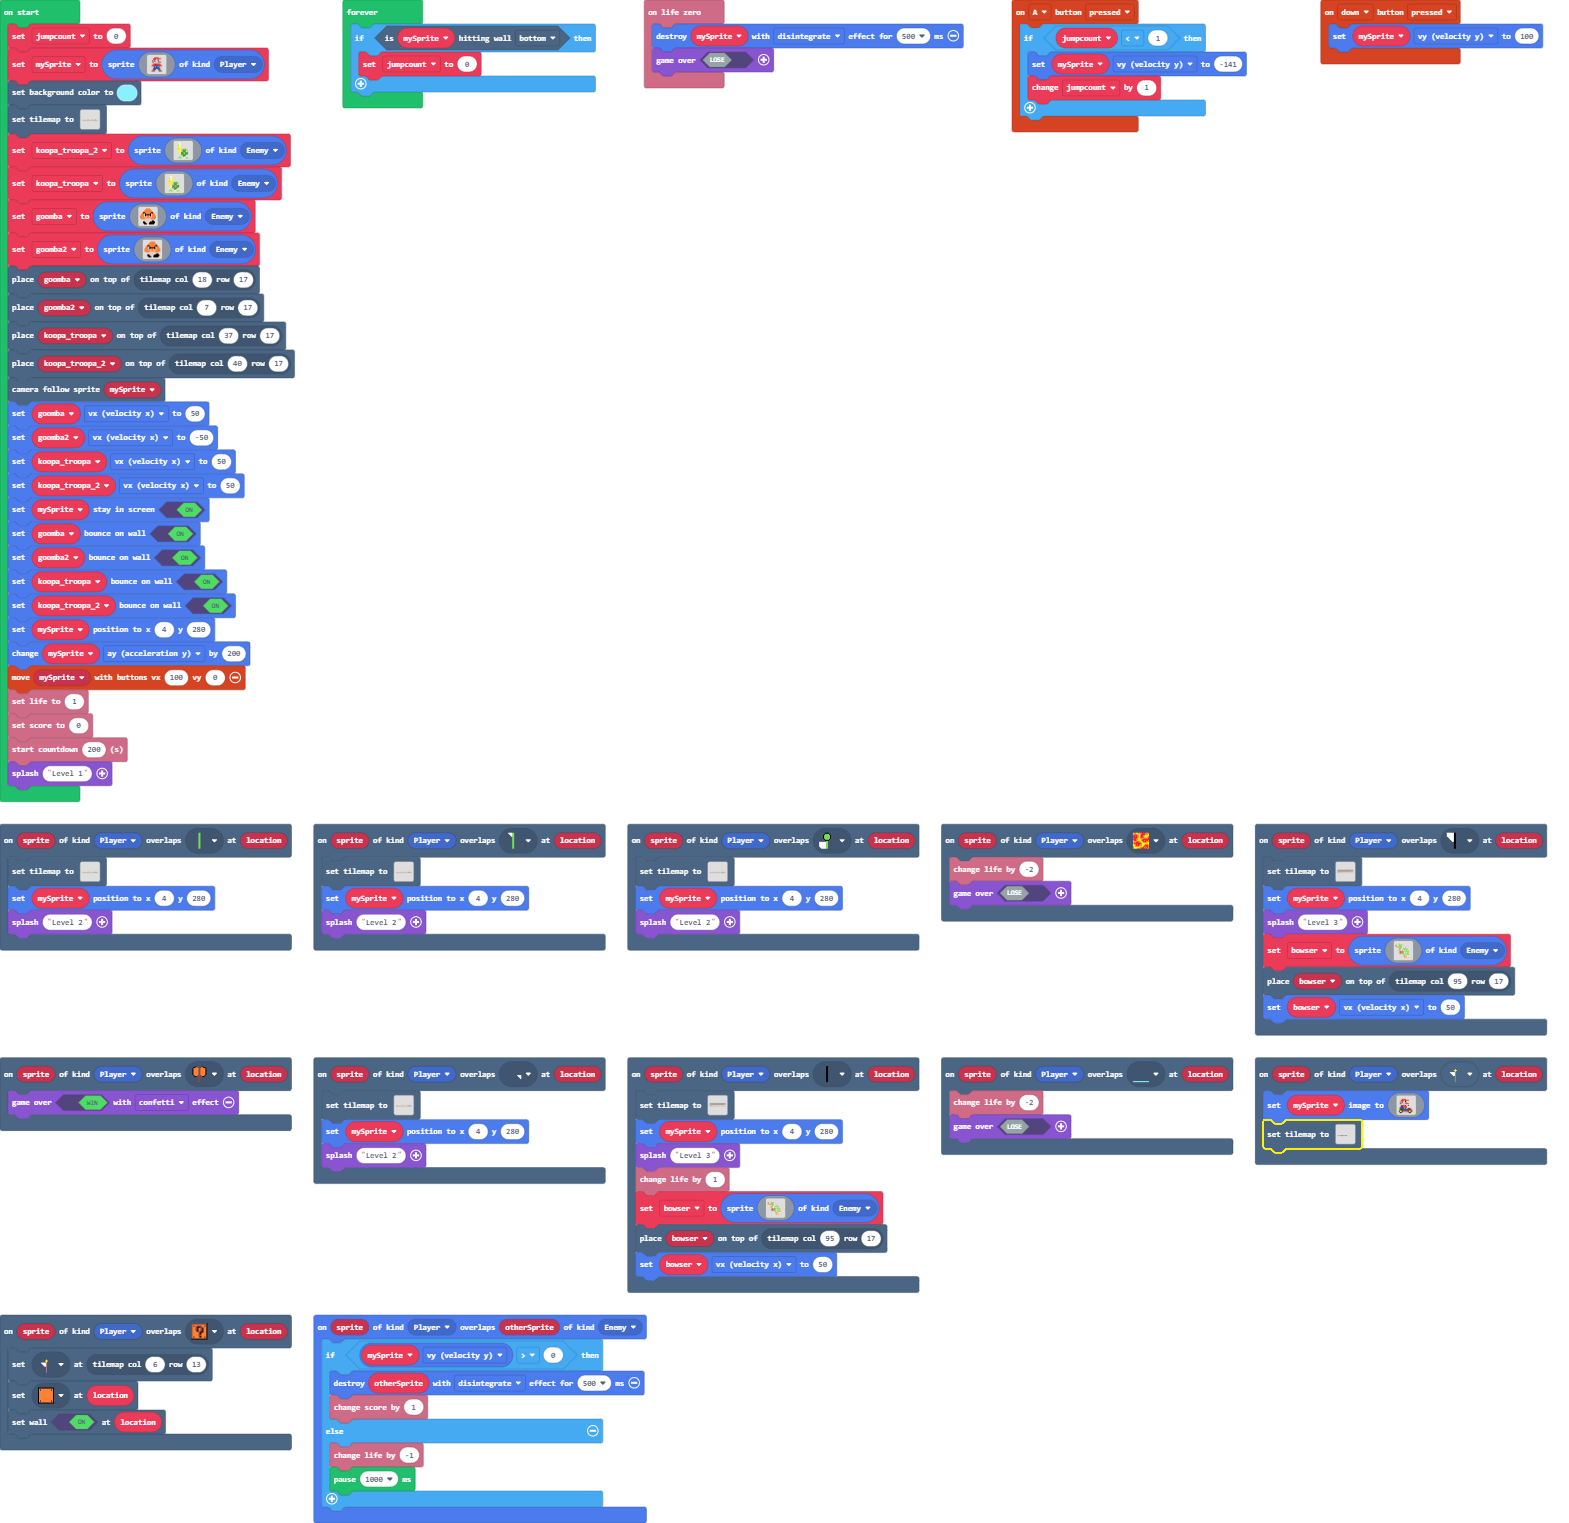 on start
set jumpcount to 0
set mySprite to sprite of kind Player
set background color to
set tilemap to
set koopa_troopa_2 to sprite of kind Enemy
set koopa_troopa to sprite of kind Enemy
set goomba to sprite of kind Enemy
set goomba2 to sprite of kind Enemy
place goomba on top of tilemap col 18 row 17
place goomba2 on top of tilemap col 7 row 17
place koopa_troopa on top of tilemap col 37 row 17
place koopa_troopa_2 on top of tilemap col 40 row 17
camera follow sprite mySprite
set goomba vx (velocity x) to 50
set goomba2 vx (velocity x) to -50
set koopa_troopa vx (velocity x) to 50
set koopa_troopa_2 vx (velocity x) to 50
set mySprite stay in screen ON
set goomba bounce on wall ON
set goomba2 bounce on wall ON
set koopa_troopa bounce on wall ON
set koopa_troopa_2 bounce on wall ON
set mySprite position to x 4 y 280
change mySprite ay (acceleration y) by 200
move mySprite with buttons vx 100 vy 0
set life to 1
set score to 0
start countdown 200 (s)
splash "Level 1"
forever
if is mySprite hitting wall bottom then
set jumpcount to 0
on life zero
destroy mySprite with disintegrate effect for 500 ms
game over LOSE
on A button pressed
if jumpcount < 1 then
set mySprite vy (velocity y) to -141
change jumpcount by 1
on down button pressed
set mySprite vy (velocity y) to 100
on sprite of kind Player overlaps at location
set tilemap to
set mySprite position to x 4 y 280
splash "Level 2"
on sprite of kind Player overlaps at location
set tilemap to
set mySprite position to x 4 y 280
splash "Level 2"
on sprite of kind Player overlaps at location
set tilemap to
set mySprite position to x 4 y 280
splash "Level 2"
on sprite of kind Player overlaps at location
change life by -2
game over LOSE
on sprite of kind Player overlaps at location
set tilemap to
set mySprite position to x 4 y 280
splash "Level 3"
set bowser to sprite of kind Enemy
place bowser on top of tilemap col 95 row 17
set bowser vx (velocity x) to 50
on sprite of kind Player overlaps at location
game over WIN with confetti effect
on sprite of kind Player overlaps at location
set tilemap to
set mySprite position to x 4 y 280
splash "Level 2"
on sprite of kind Player overlaps at location
set tilemap to
set mySprite position to x 4 y 280
splash "Level 3"
change life by 1
set bowser to sprite of kind Enemy
place bowser on top of tilemap col 95 row 17
set bowser vx (velocity x) to 50
on sprite of kind Player overlaps at location
change life by -2
game over LOSE
on sprite of kind Player overlaps at location
set mySprite image to
set tilemap to
on sprite of kind Player overlaps at location
set at tilemap col 6 row 13
set at location
set wall ON at location
on sprite of kind Player overlaps otherSprite of kind Enemy
if mySprite vy (velocity y) > 0 then
destroy otherSprite with disintegrate effect for 500 ms
change score by 1
else
change life by -1
pause 1000 ms